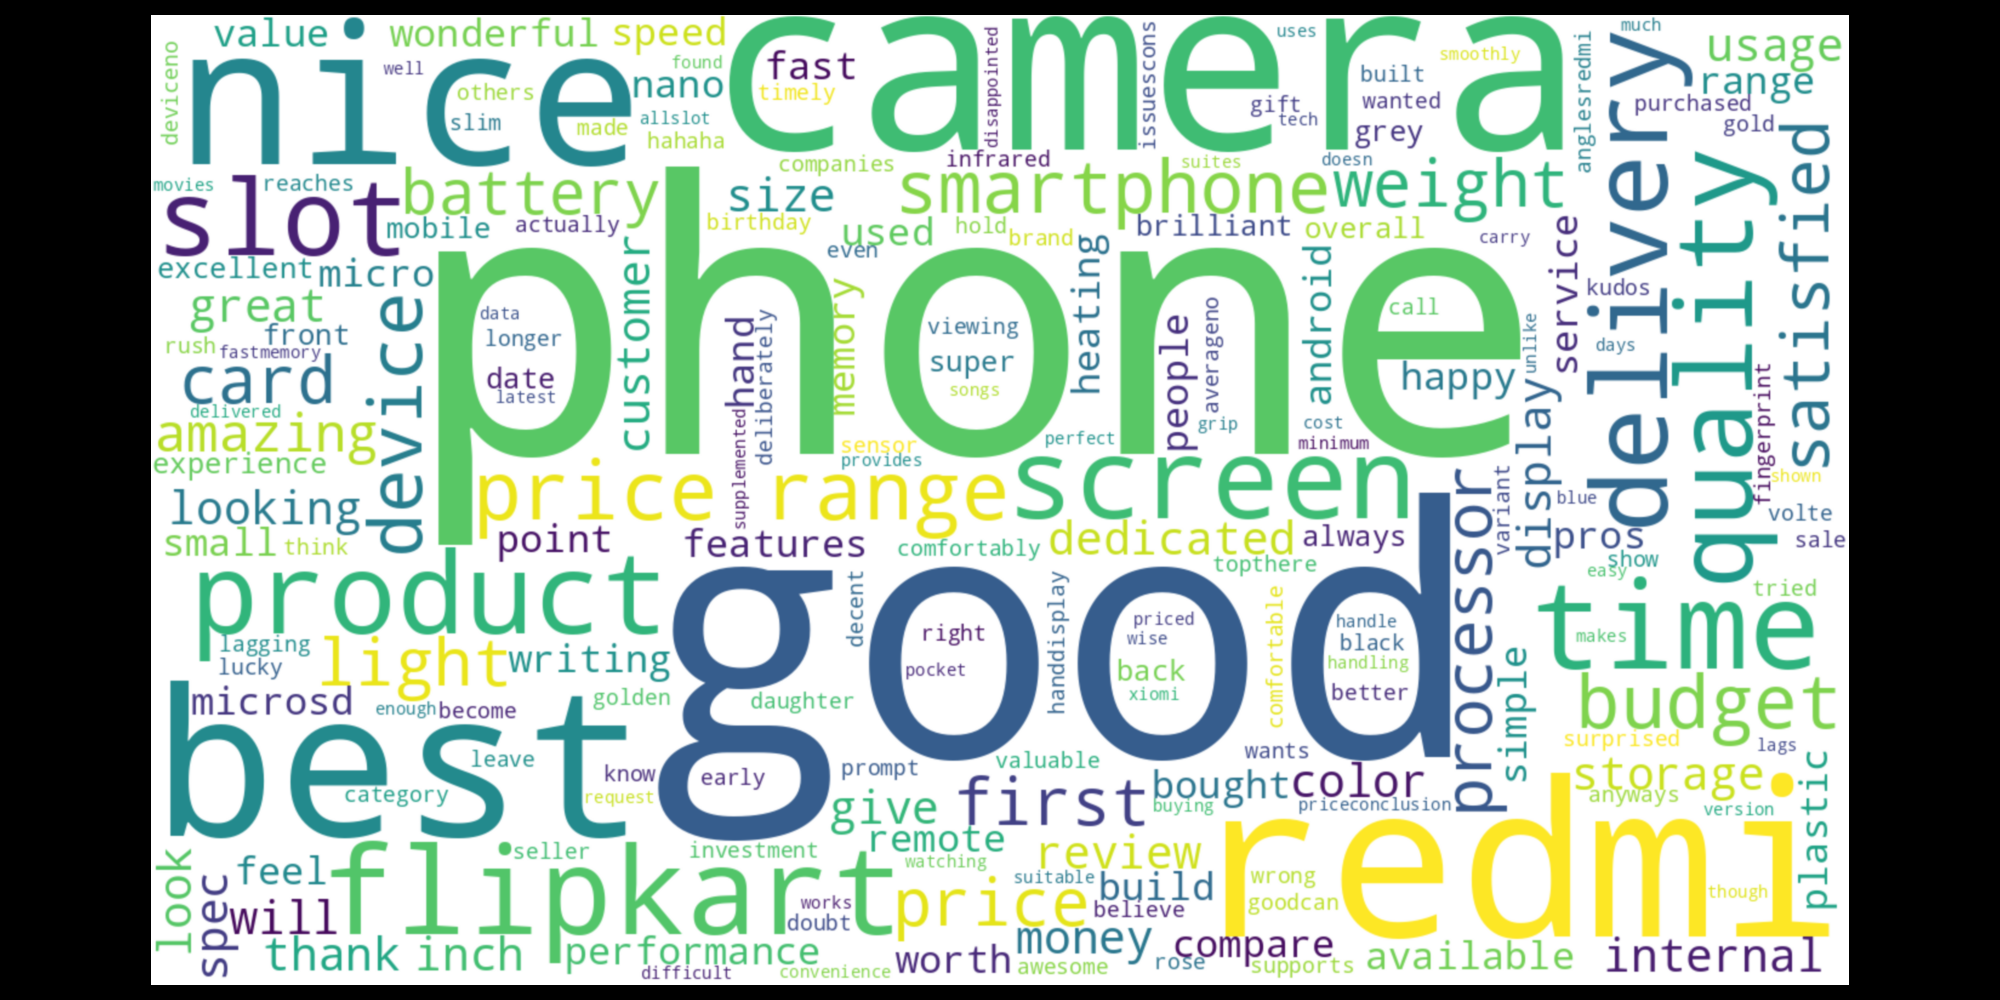 value
wonderful
speed
camera
much
usage
deviceno
nice
well
found
fast
disappointed
issuescons
uses
smoothly
anglesredmi
delivery
others
nano
timely
built
range
slim
made
allslot
hahaha
gift
tech
wanted
grey
purchased
gold
companies
infrared
suites
doesn
quality
satisfied
movies
reaches
slot
battery
size
smartphone
weight
mobile
actually
birthday
used
hold
brand
brilliant
overall
carry
even
phone
excellent
micro
customer
memory
heating
android
service
kudos
great
device
data
longer
hand
deliberately
viewing
people
averageno
call
unlike
front
rush
fastmemory
super
days
card
date
latest
songs
happy
display
fingerprint
delivered
supplemented
grip
cost
amazing
sensor
perfect
minimum
experience
provides
price range
screen
processor
variant
shown
looking
blue
volte
small
think
point
features
comfortably
dedicated
always
pros
sale
show
product
good
decent
handdisplay
topthere
comfortable
easy
tried
time
lagging
light
writing
right
priced
wise
handle
black
makes
lucky
pocket
back
xiomi
handling
better
simple
microsd
enough
become
golden
daughter
budget
best
leave
know
early
prompt
valuable
wants
surprised
lags
category
request
give
first
bought
color
buying
priceconclusion
storage
anyways
version
plastic
look
seller
investment
remote
watching
review
redmi
spec
feel
flipkart
price
suitable
build
wrong
though
will
works
doubt
believe
goodcan
thank
inch
performance
worth
money
compare
available
internal
difficult
convenience
awesome
rose
supports